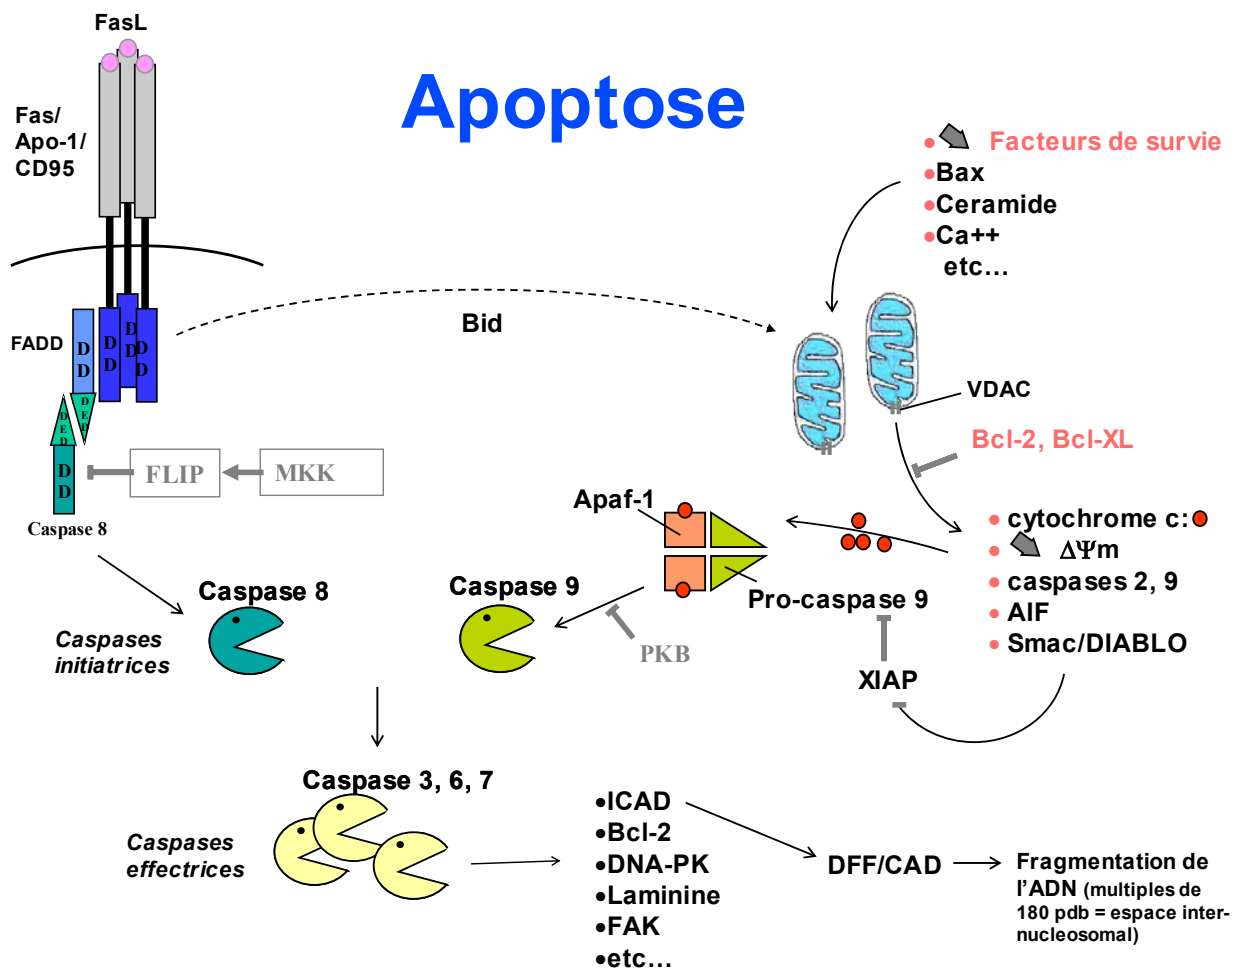 FasL
Apoptose
Fas/
Apo-1/
CD95
• Facteurs de survie
•Bax
•Ceramide
•Ca++
etc…
Bid
FADD
D
D
D
D
D
D
D
D
D
E
D
D
E
D
D
D
VDAC
Bcl-2, Bcl-XL
FLIP
MKK
Caspase 8
Apaf-1
• cytochrome c:
• ΔΨm
• caspases 2, 9
• AIF
• Smac/DIABLO
Pro-caspase 9
Caspase 8
Caspase 9
Caspases
initiatrices
PKB
XIAP
Caspase 3, 6, 7
Caspases
effectrices
•ICAD
•Bcl-2
•DNA-PK
•Laminine
•FAK
•etc…
DFF/CAD
Fragmentation de
l’ADN (multiples de
180 pdb = espace inter-
nucleosomal)